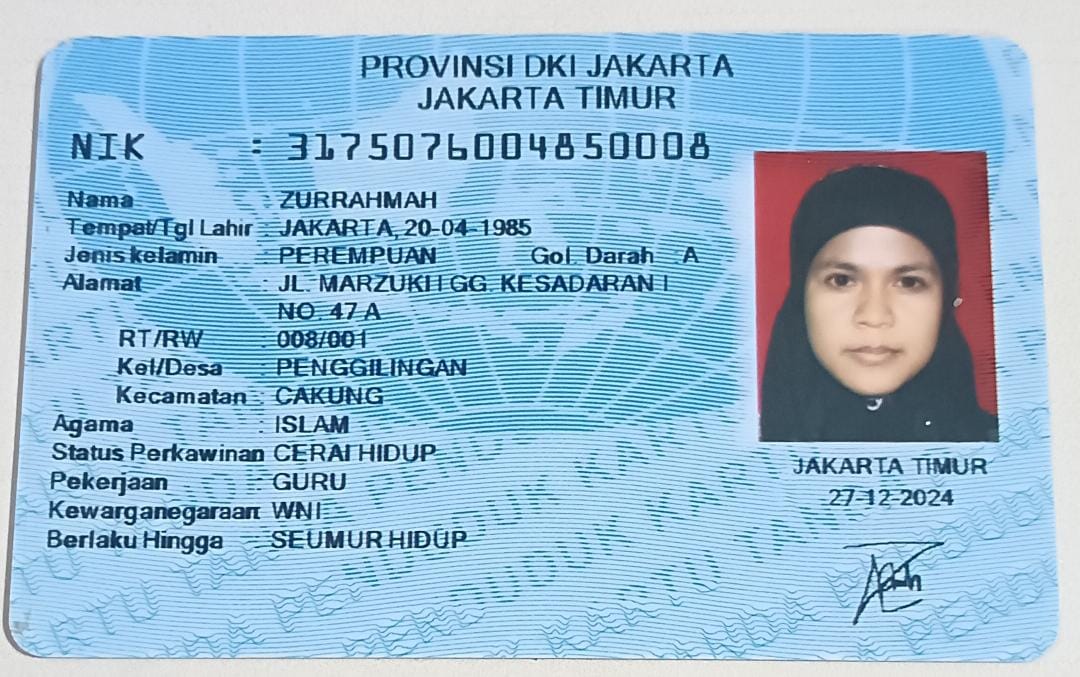 PROVINSI DKI JAKARTA
JAKARTA TIMUR
NIK : 3175076004850008
Nama : ZURRAHMAH
Tempat/Tgl Lahir : JAKARTA, 20-04-1985
Jenis kelamin : PEREMPUAN Gol. Darah : A
Alamat : JL. MARZUKI I GG. KESADARAN I
NO. 47 A
RT/RW : 008/001
Kel/Desa : PENGGILINGAN
Kecamatan : CAKUNG
Agama : ISLAM
Status Perkawinan : CERAI HIDUP
Pekerjaan : GURU
Kewarganegaraan : WNI
Berlaku Hingga : SEUMUR HIDUP
JAKARTA TIMUR
27-12-2024